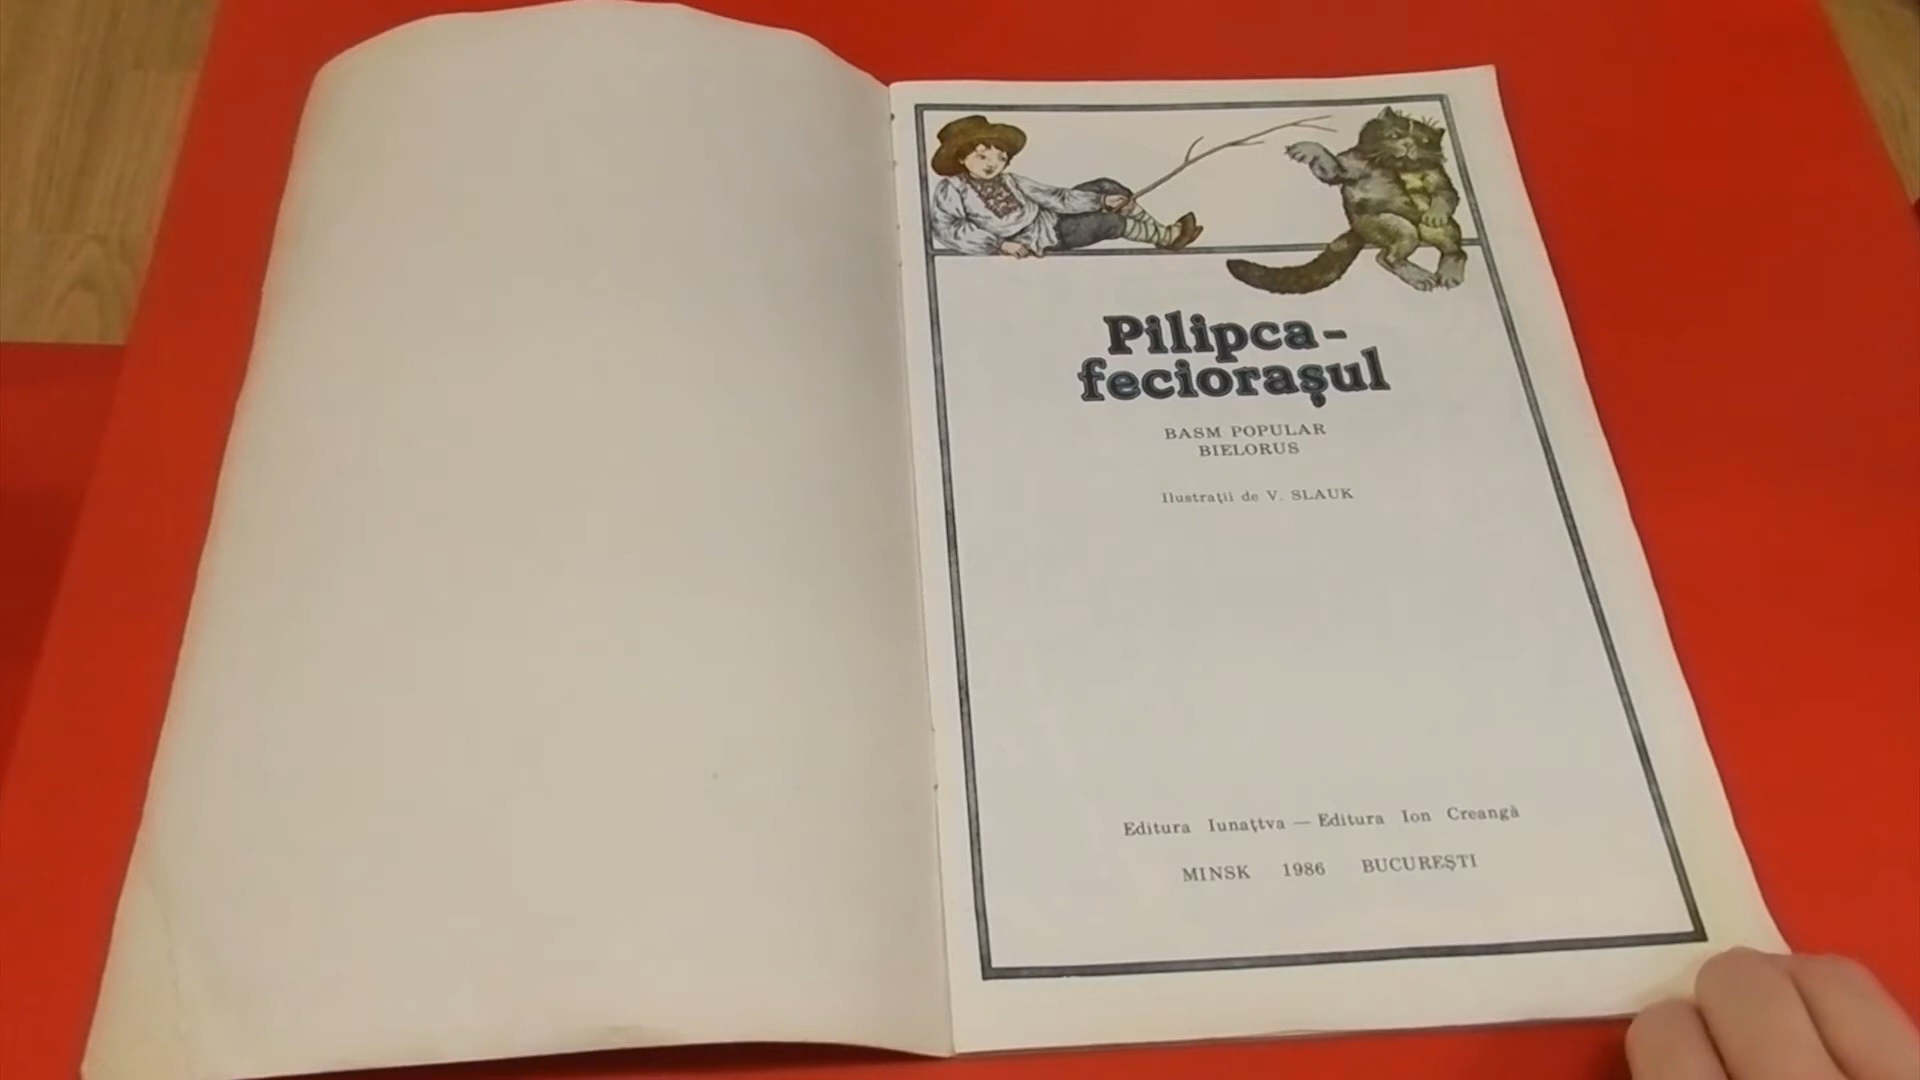 Pilipca-
feciorașul
BASM POPULAR
BIELORUS
Ilustrații de V. SLAUK
Editura Iunațtva — Editura Ion Creangă
MINSK 1986 BUCUREȘTI